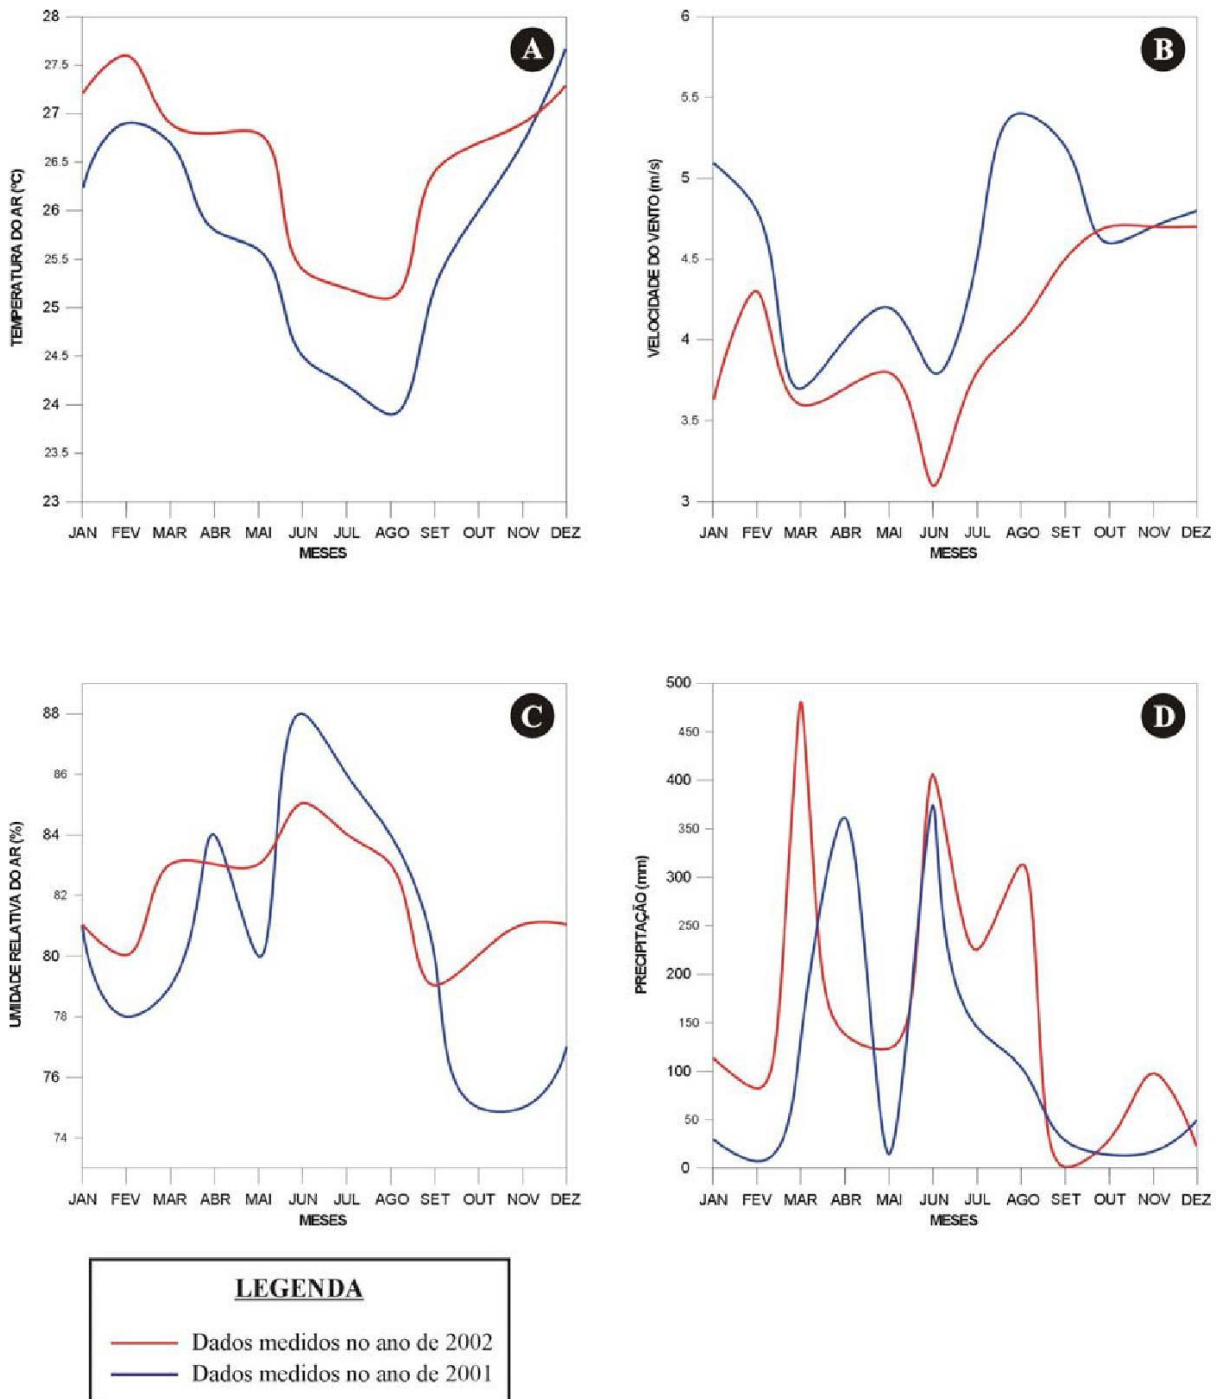 28
27.5
27
26.5
26
25.5
25
24.5
24
23.5
23
TEMPERATURA DO AR (ºC)
JAN FEV MAR ABR MAI JUN JUL AGO SET OUT NOV DEZ
MESES
A
6
5.5
5
4.5
4
3.5
3
VELOCIDADE DO VENTO (m/s)
JAN FEV MAR ABR MAI JUN JUL AGO SET OUT NOV DEZ
MESES
B
88
86
84
82
80
78
76
74
UMIDADE RELATIVA DO AR (%)
JAN FEV MAR ABR MAI JUN JUL AGO SET OUT NOV DEZ
MESES
C
500
450
400
350
300
250
200
150
100
50
0
PRECIPITAÇÃO (mm)
JAN FEV MAR ABR MAI JUN JUL AGO SET OUT NOV DEZ
MESES
D
LEGENDA
Dados medidos no ano de 2002
Dados medidos no ano de 2001